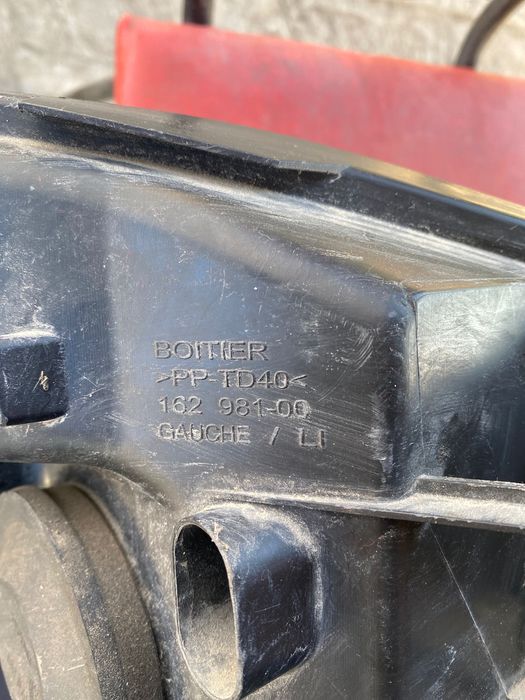 BOITIER
>PP-TD40<
162 981-00
GAUCHE / LI